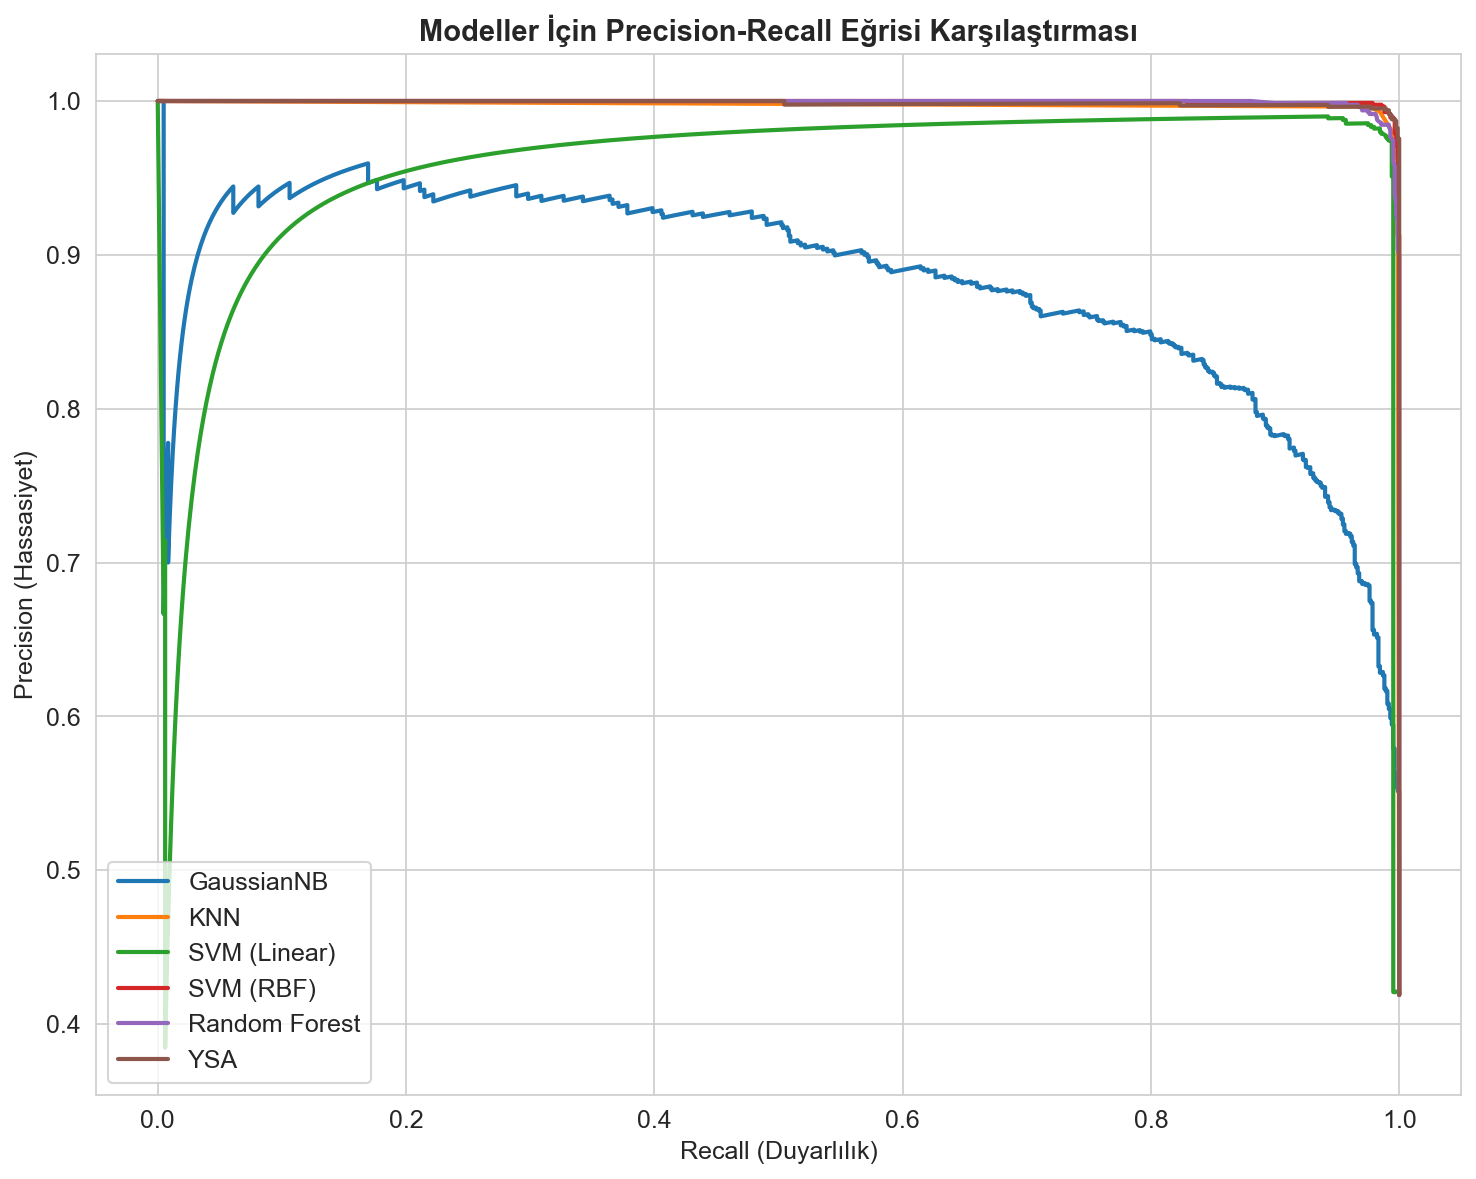 Modeller İçin Precision-Recall Eğrisi Karşılaştırması
Precision (Hassasiyet)
1.0
0.9
0.8
0.7
0.6
0.5
0.4
GaussianNB
KNN
SVM (Linear)
SVM (RBF)
Random Forest
YSA
0.0 0.2 0.4 0.6 0.8 1.0
Recall (Duyarlılık)